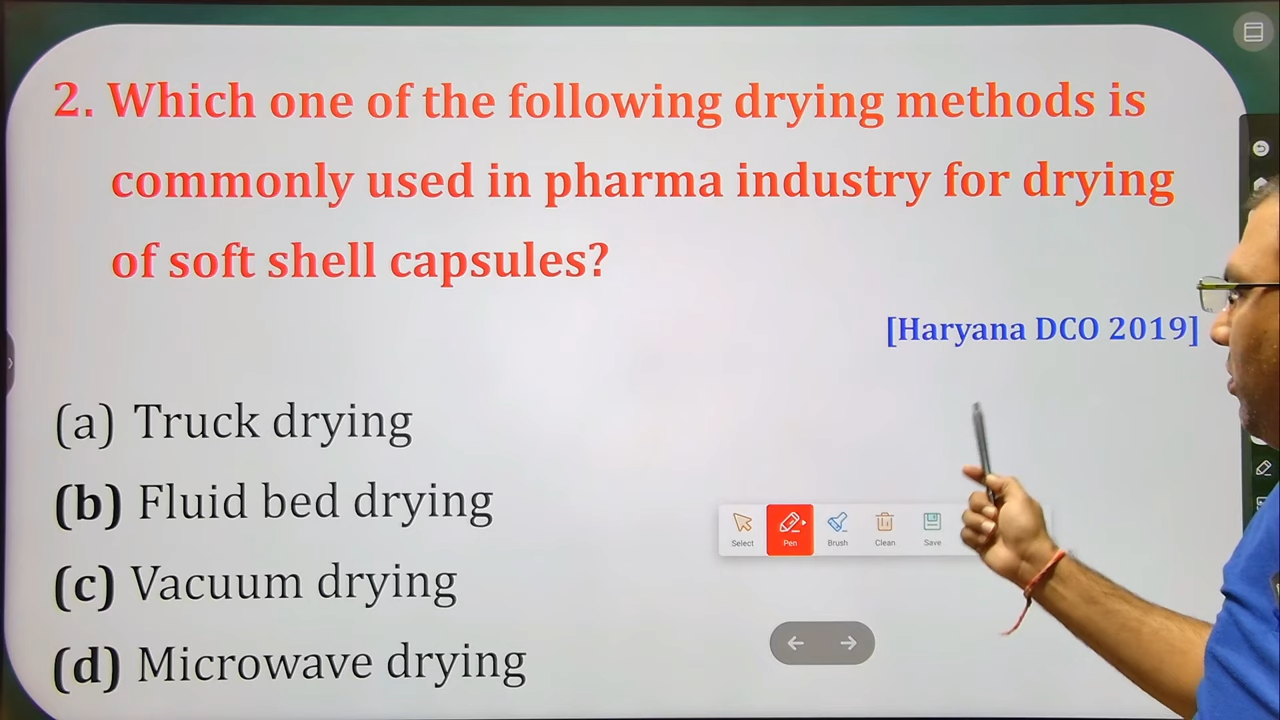 2. Which one of the following drying methods is
commonly used in pharma industry for drying
of soft shell capsules?
[Haryana DCO 2019]
(a) Truck drying
(b) Fluid bed drying
(c) Vacuum drying
(d) Microwave drying
Select Pen Brush Clean Save